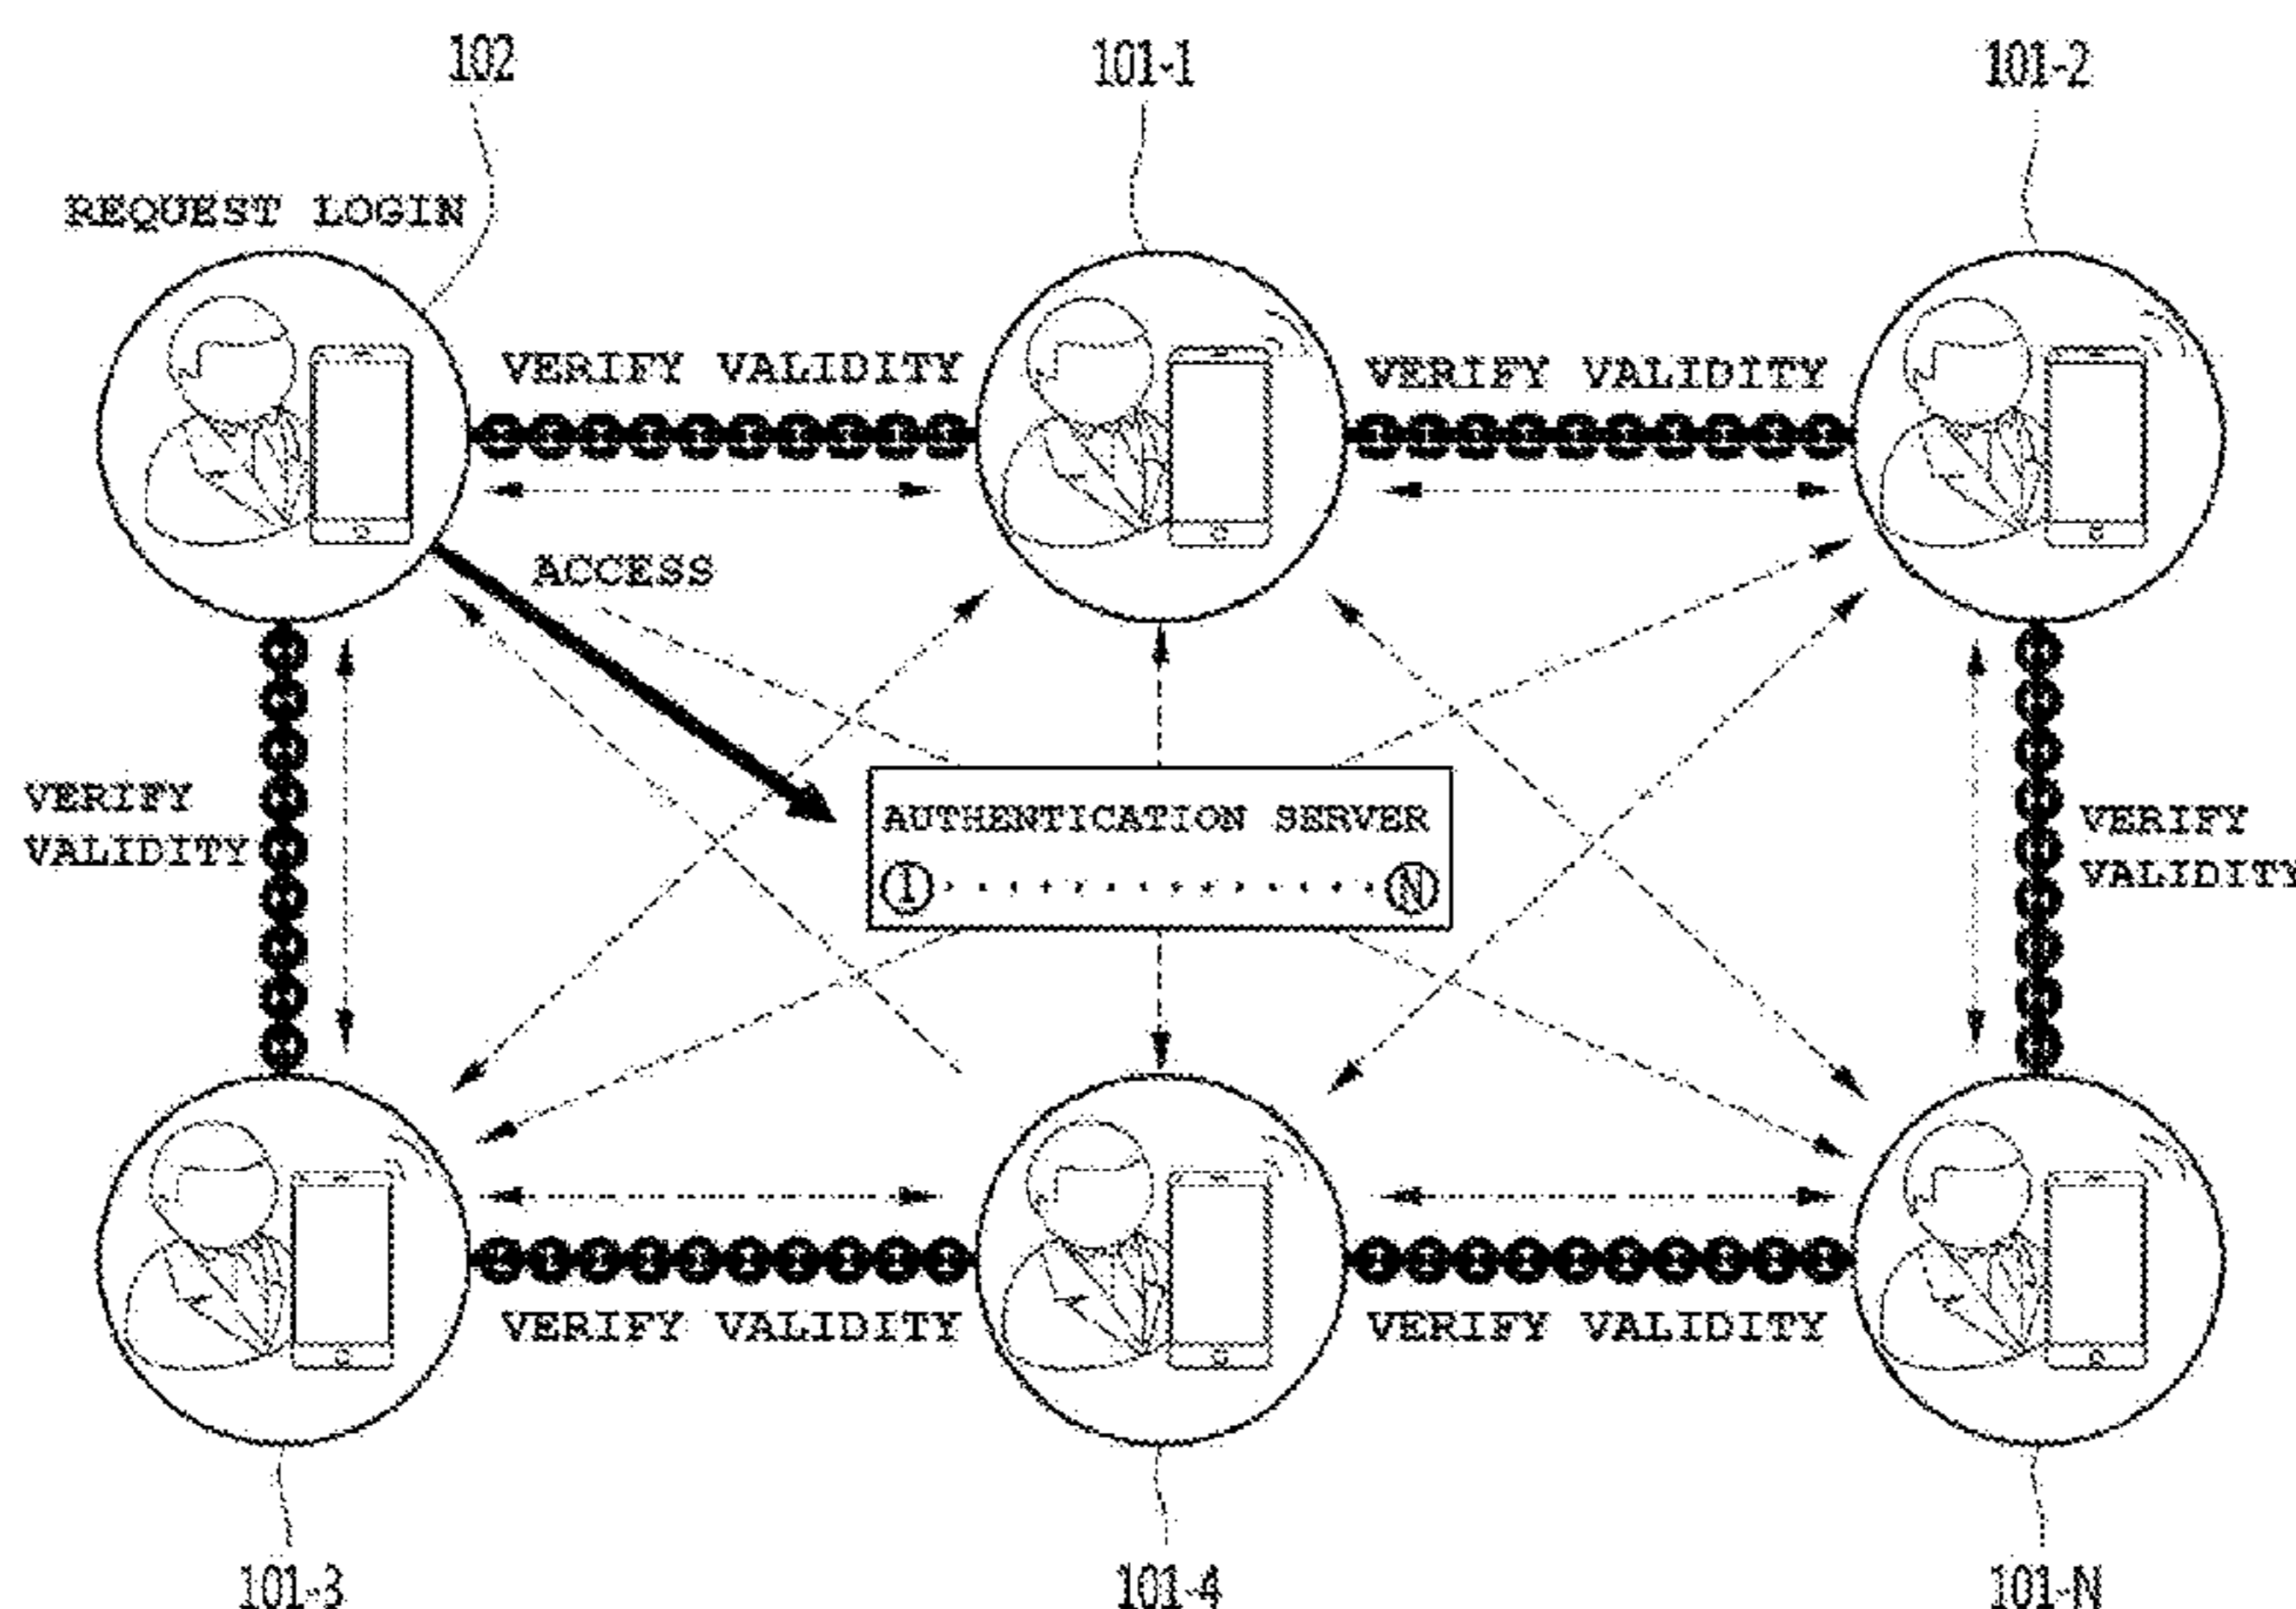 102
101-1
101-2
REQUEST LOGIN
VERIFY VALIDITY
VERIFY VALIDITY
ACCESS
VERIFY
VALIDITY
AUTHENTICATION SERVER
1 N
VERIFY
VALIDITY
VERIFY VALIDITY
VERIFY VALIDITY
101-3
101-4
101-N